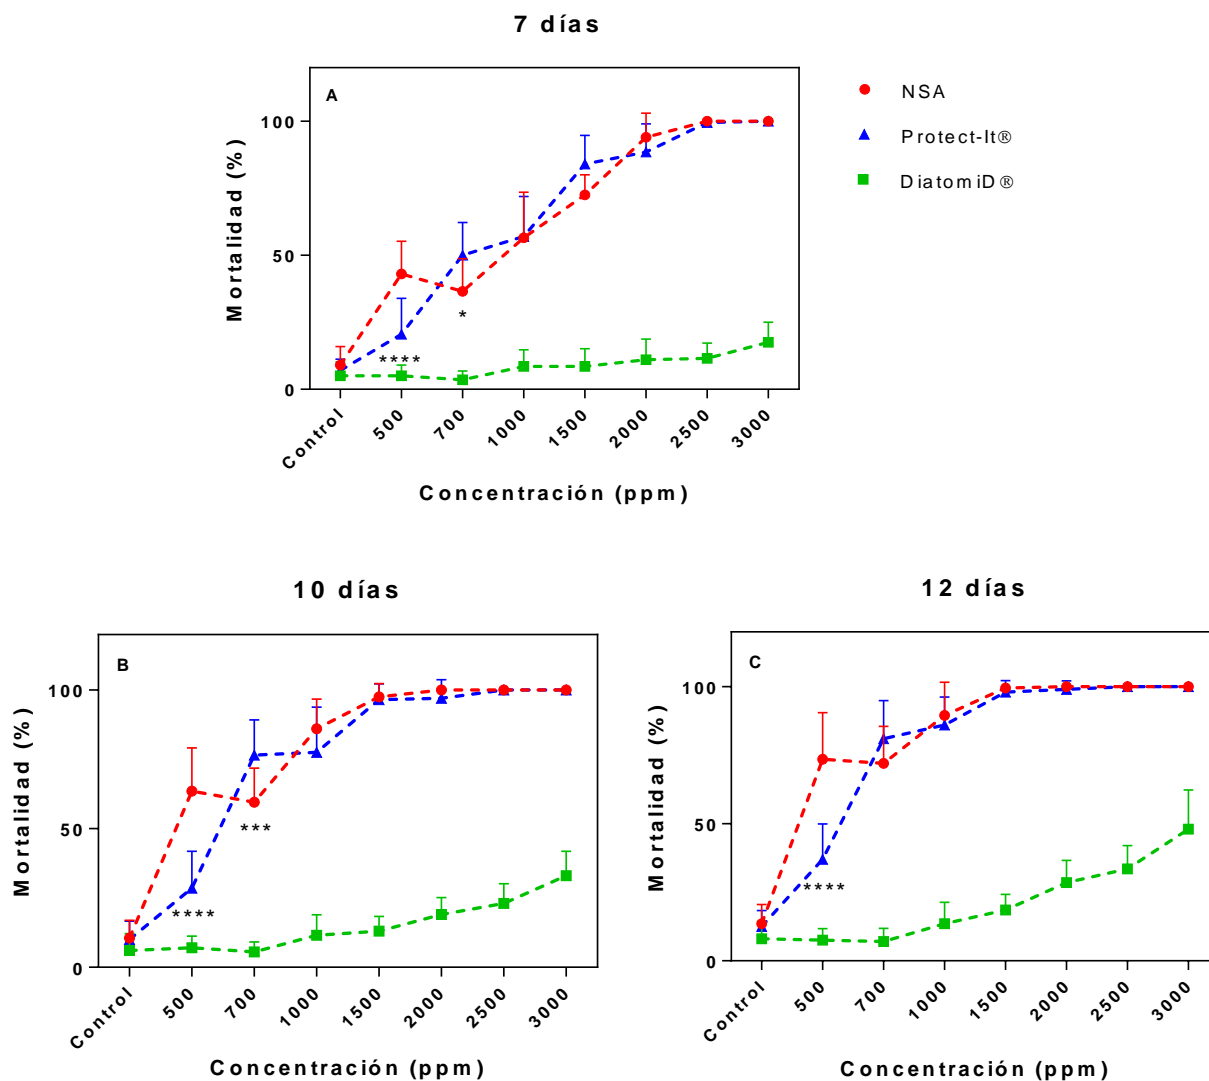 7 días
A
NSA
Protect-It®
DiatomiD®
Mortalidad (%)
100
50
0
*
****
Control
500
700
1000
1500
2000
2500
3000
Concentración (ppm)
10 días
B
Mortalidad (%)
100
50
0
***
****
Control
500
700
1000
1500
2000
2500
3000
Concentración (ppm)
12 días
C
Mortalidad (%)
100
50
0
****
Control
500
700
1000
1500
2000
2500
3000
Concentración (ppm)